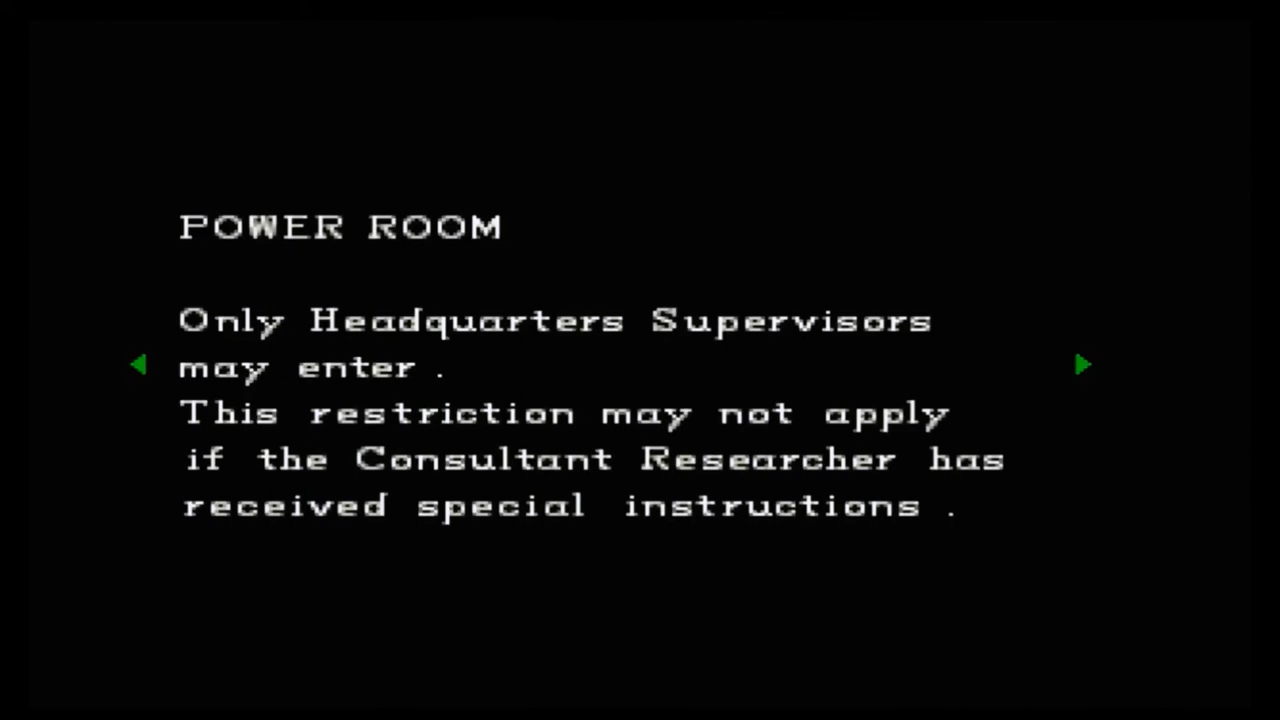 POWER ROOM
Only Headquarters Supervisors
may enter .
This restriction may not apply
if the Consultant Researcher has
received special instructions .